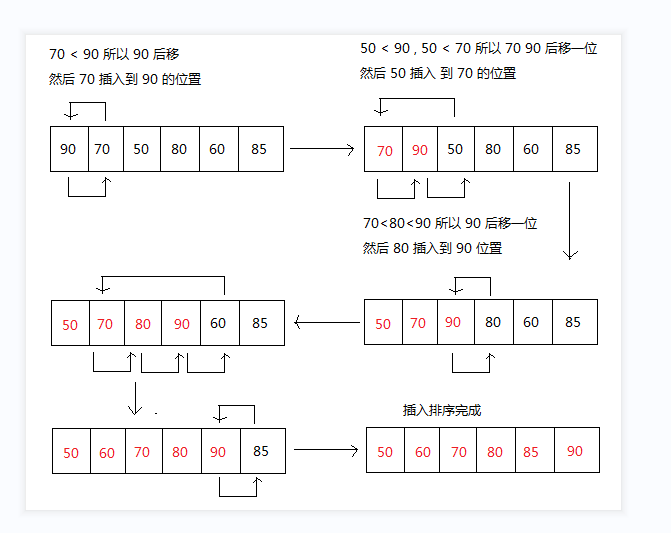 70 < 90 所以 90 后移
然后 70 插入到 90 的位置
90 70 50 80 60 85
50 < 90 , 50 < 70 所以 70 90 后移一位
然后 50 插入 到 70 的位置
70 90 50 80 60 85
70<80<90 所以 90 后移一位
然后 80 插入到 90 位置
50 70 90 80 60 85
50 70 80 90 60 85
50 60 70 80 90 85
插入排序完成
50 60 70 80 85 90